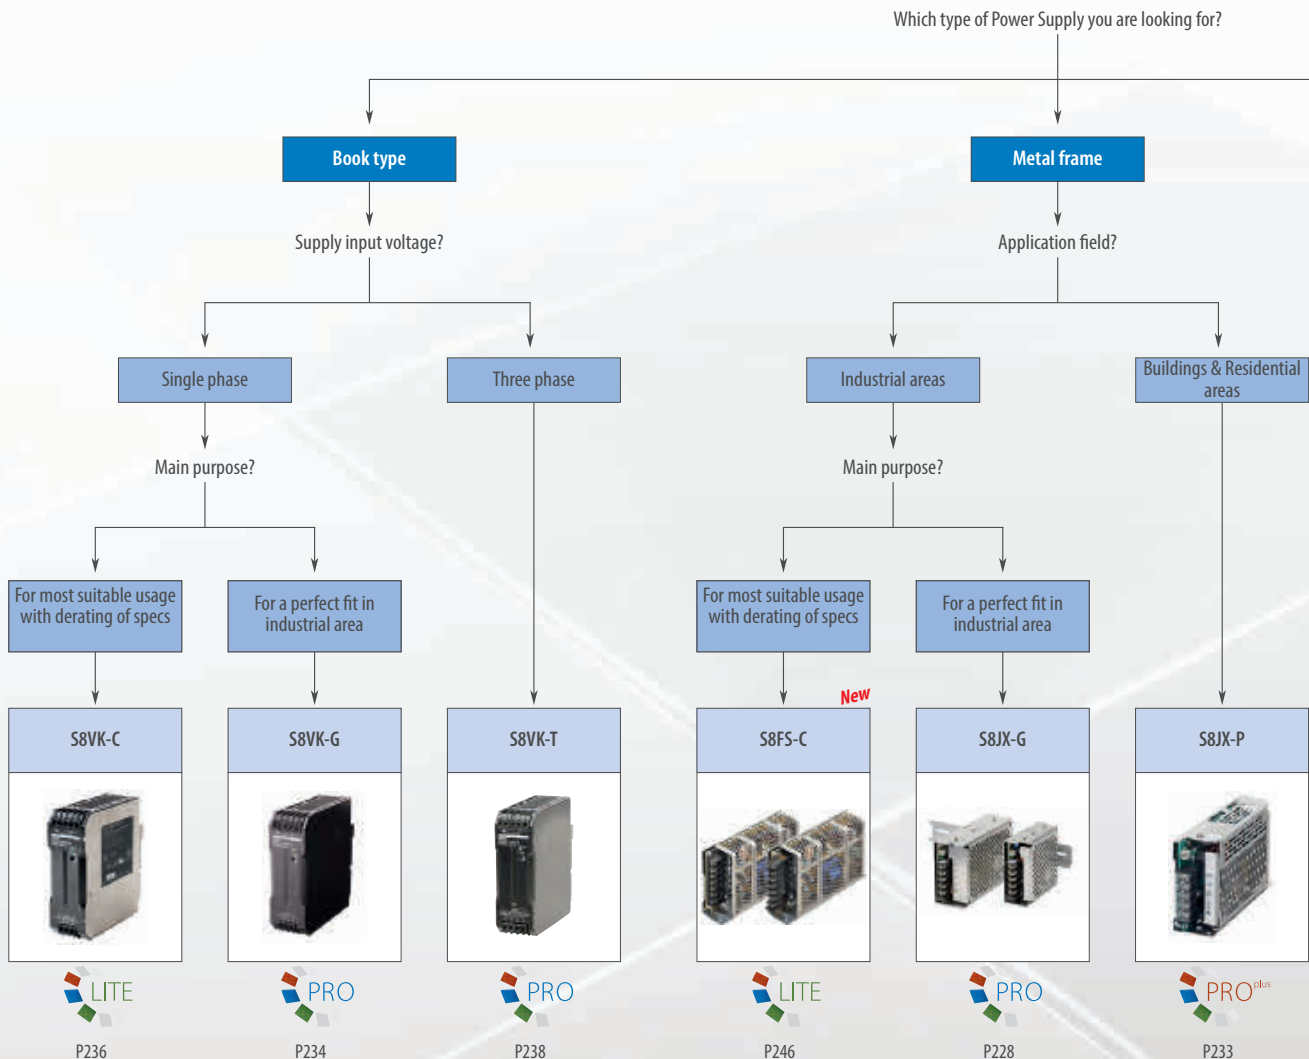 Which type of Power Supply you are looking for?
Book type
Metal frame
Supply input voltage?
Application field?
Single phase
Three phase
Industrial areas
Buildings & Residential
areas
Main purpose?
Main purpose?
For most suitable usage
with derating of specs
For a perfect fit in
industrial area
For most suitable usage
with derating of specs
For a perfect fit in
industrial area
New
S8VK-C
S8VK-G
S8VK-T
S8FS-C
S8JX-G
S8JX-P
LITE
PRO
PRO
LITE
PRO
PRO plus
P236
P234
P238
P246
P228
P233